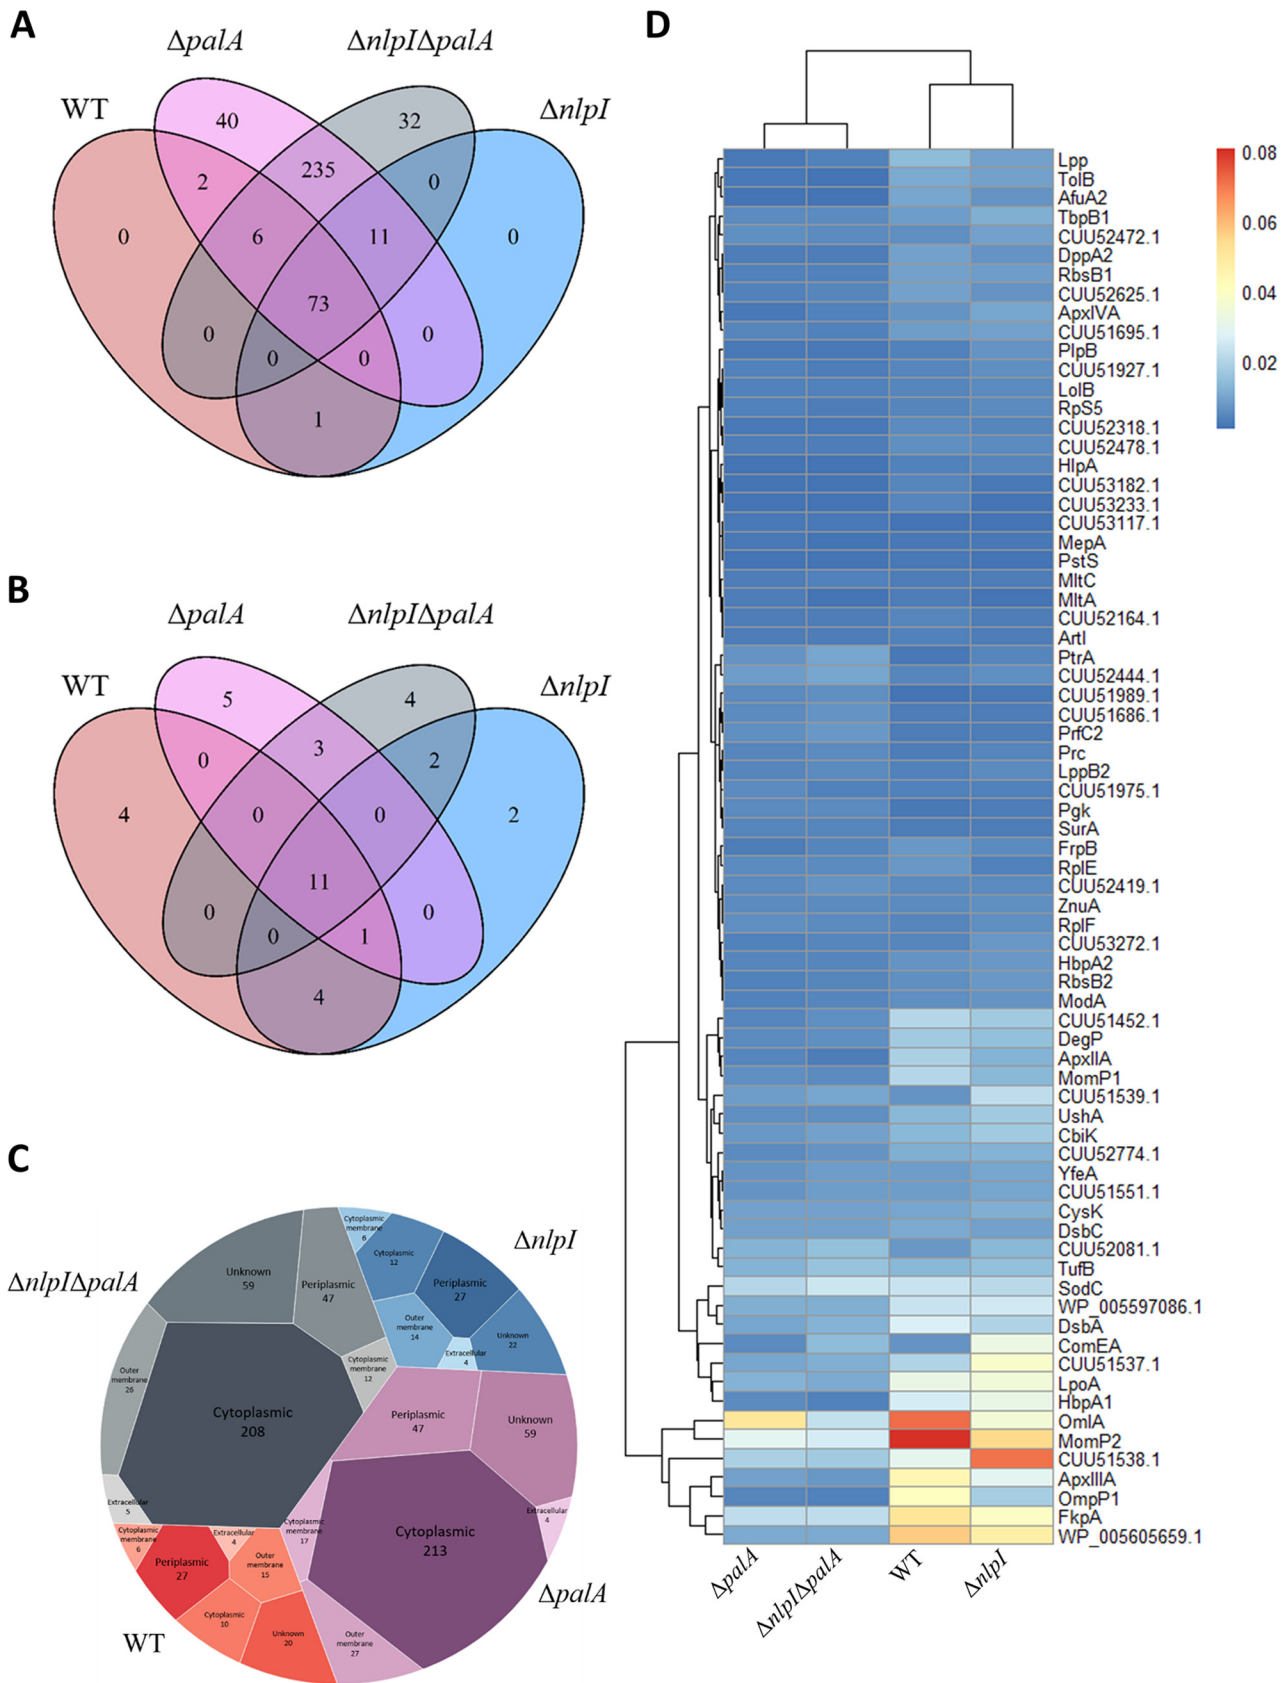 A
ΔpalA
ΔnlpIΔpalA
WT
ΔnlpI
40
32
235
2
0
0
6
11
0
73
0
0
0
0
1
B
ΔpalA
ΔnlpIΔpalA
WT
ΔnlpI
5
4
3
0
2
4
0
0
2
11
0
0
0
1
4
C
ΔnlpIΔpalA
ΔnlpI
ΔpalA
WT
Unknown
59
Periplasmic
47
Cytoplasmic
membrane
12
Outer
membrane
26
Cytoplasmic
208
Extracellular
5
Cytoplasmic
membrane
6
Cytoplasmic
12
Periplasmic
27
Outer
membrane
14
Extracellular
4
Unknown
22
Periplasmic
47
Unknown
59
Extracellular
4
Cytoplasmic
213
Cytoplasmic
membrane
17
Outer
membrane
27
Cytoplasmic
membrane
6
Periplasmic
27
Extracellular
4
Outer
membrane
15
Cytoplasmic
10
Unknown
20
D
Lpp
TolB
AfuA2
TbpB1
CUU52472.1
DppA2
RbsB1
CUU52625.1
ApxIVA
CUU51695.1
PlpB
CUU51927.1
LolB
RpS5
CUU52318.1
CUU52478.1
HlpA
CUU53182.1
CUU53233.1
CUU53117.1
MepA
PstS
MltC
MltA
CUU52164.1
ArtI
PtrA
CUU52444.1
CUU51989.1
CUU51686.1
PrfC2
Prc
LppB2
CUU51975.1
Pgk
SurA
FrpB
RplE
CUU52419.1
ZnuA
RplF
CUU53272.1
HbpA2
RbsB2
ModA
CUU51452.1
DegP
ApxIIA
MomP1
CUU51539.1
UshA
CbiK
CUU52774.1
YfeA
CUU51551.1
CysK
DsbC
CUU52081.1
TufB
SodC
WP_005597086.1
DsbA
ComEA
CUU51537.1
LpoA
HbpA1
OmlA
MomP2
CUU51538.1
ApxIIIA
OmpP1
FkpA
WP_005605659.1
ΔpalA
ΔnlpIΔpalA
WT
ΔnlpI
0.08
0.06
0.04
0.02